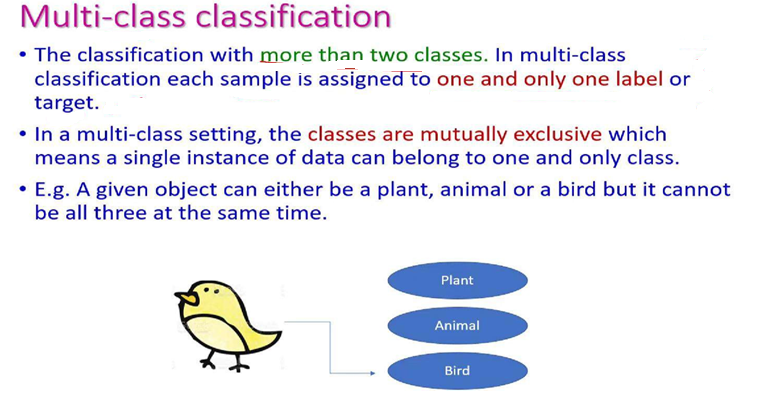 Multi-class classification
• The classification with more than two classes. In multi-class
classification each sample is assigned to one and only one label or
target.
• In a multi-class setting, the classes are mutually exclusive which
means a single instance of data can belong to one and only class.
• E.g. A given object can either be a plant, animal or a bird but it cannot
be all three at the same time.
Plant
Animal
Bird